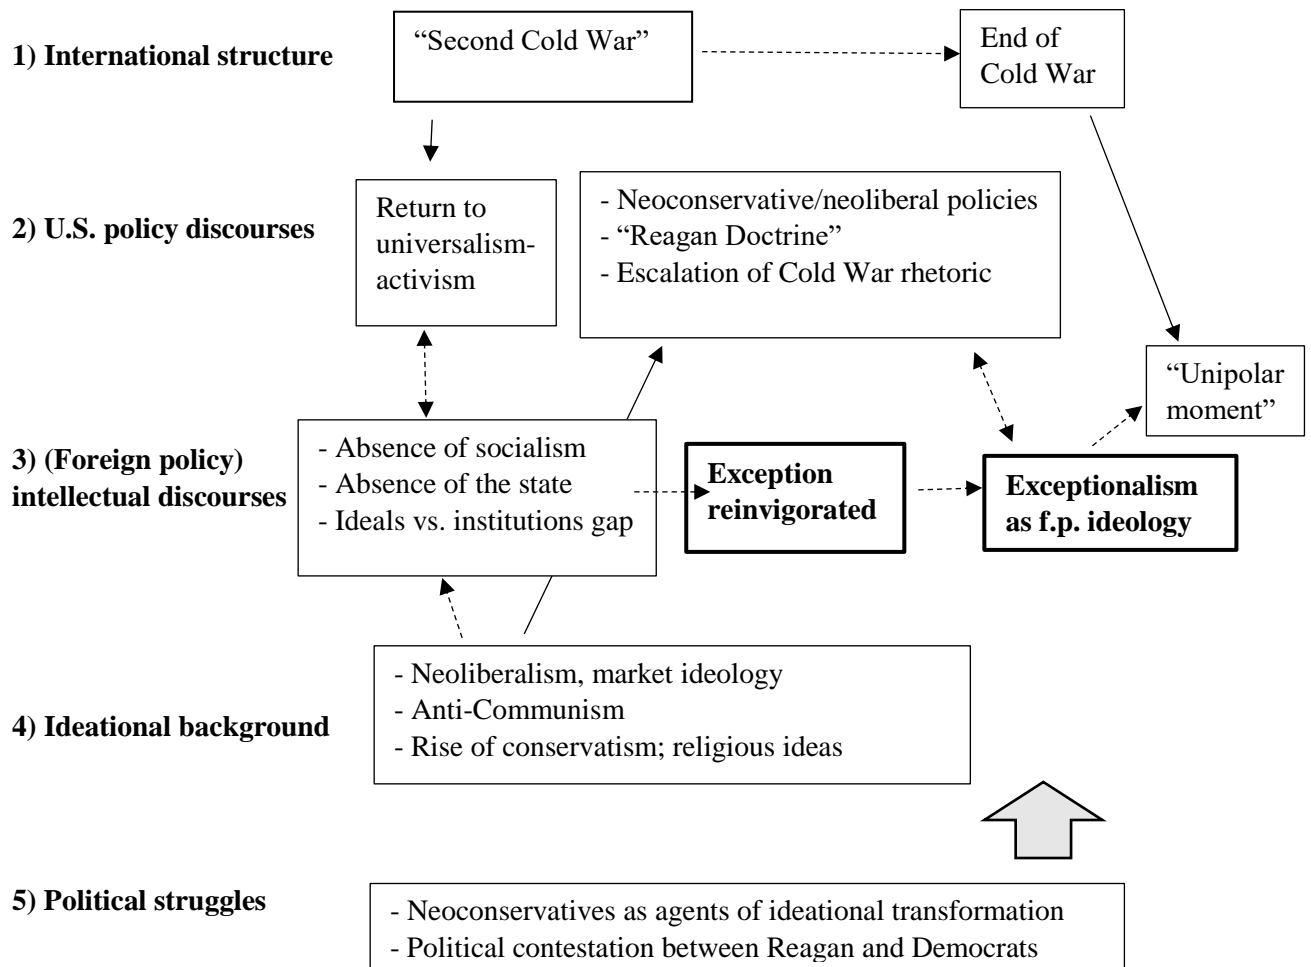 1) International structure
“Second Cold War”
End of
Cold War
2) U.S. policy discourses
Return to
universalism-
activism
- Neoconservative/neoliberal policies
- “Reagan Doctrine”
- Escalation of Cold War rhetoric
“Unipolar
moment”
3) (Foreign policy)
intellectual discourses
- Absence of socialism
- Absence of the state
- Ideals vs. institutions gap
Exception
reinvigorated
Exceptionalism
as f.p. ideology
4) Ideational background
- Neoliberalism, market ideology
- Anti-Communism
- Rise of conservatism; religious ideas
5) Political struggles
- Neoconservatives as agents of ideational transformation
- Political contestation between Reagan and Democrats